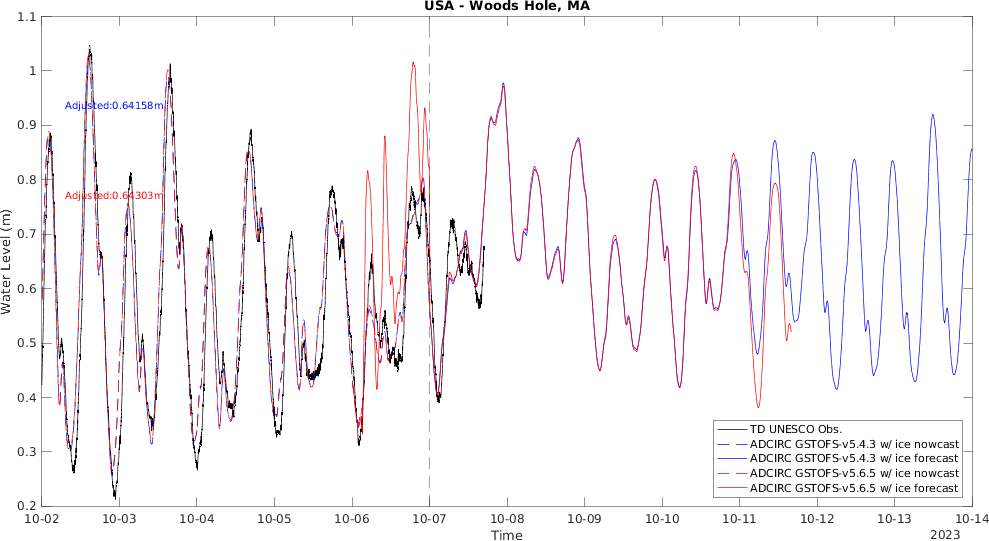 USA - Woods Hole, MA
1.1
1
0.9
0.8
0.7
0.6
0.5
0.4
0.3
0.2
Water Level (m)
Adjusted:0.64158m
Adjusted:0.64303m
TD UNESCO Obs.
ADCIRC GSTOFS-v5.4.3 w/ ice nowcast
ADCIRC GSTOFS-v5.4.3 w/ ice forecast
ADCIRC GSTOFS-v5.6.5 w/ ice nowcast
ADCIRC GSTOFS-v5.6.5 w/ ice forecast
10-02 10-03 10-04 10-05 10-06 10-07 10-08 10-09 10-10 10-11 10-12 10-13 10-14
Time
2023